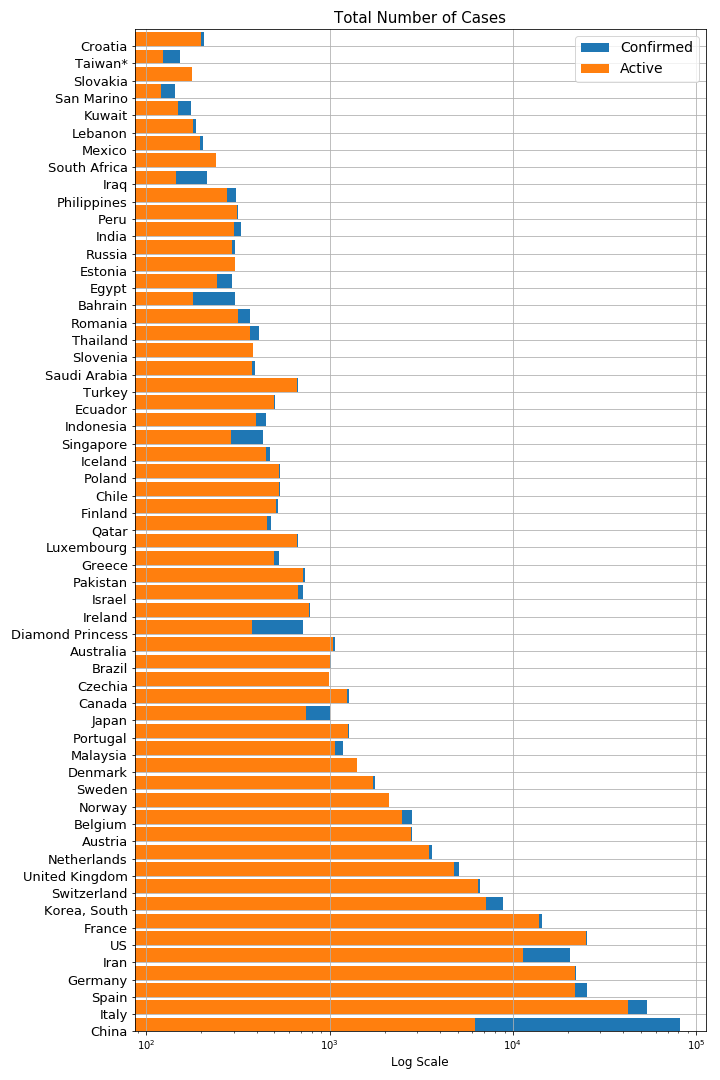 Total Number of Cases
Confirmed
Active
Croatia
Taiwan*
Slovakia
San Marino
Kuwait
Lebanon
Mexico
South Africa
Iraq
Philippines
Peru
India
Russia
Estonia
Egypt
Bahrain
Romania
Thailand
Slovenia
Saudi Arabia
Turkey
Ecuador
Indonesia
Singapore
Iceland
Poland
Chile
Finland
Qatar
Luxembourg
Greece
Pakistan
Israel
Ireland
Diamond Princess
Australia
Brazil
Czechia
Canada
Japan
Portugal
Malaysia
Denmark
Sweden
Norway
Belgium
Austria
Netherlands
United Kingdom
Switzerland
Korea, South
France
US
Iran
Germany
Spain
Italy
China
10² 10³ 10⁴ 10⁵
Log Scale